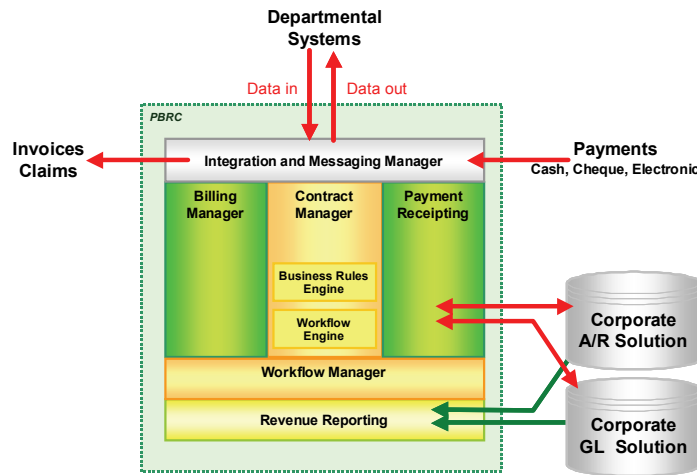 Departmental
Systems
Data in
Data out
PBRC
Invoices
Claims
Integration and Messaging Manager
Payments
Cash, Cheque, Electronic
Billing
Manager
Contract
Manager
Payment
Receipting
Business Rules
Engine
Workflow
Engine
Corporate
A/R Solution
Workflow Manager
Revenue Reporting
Corporate
GL Solution